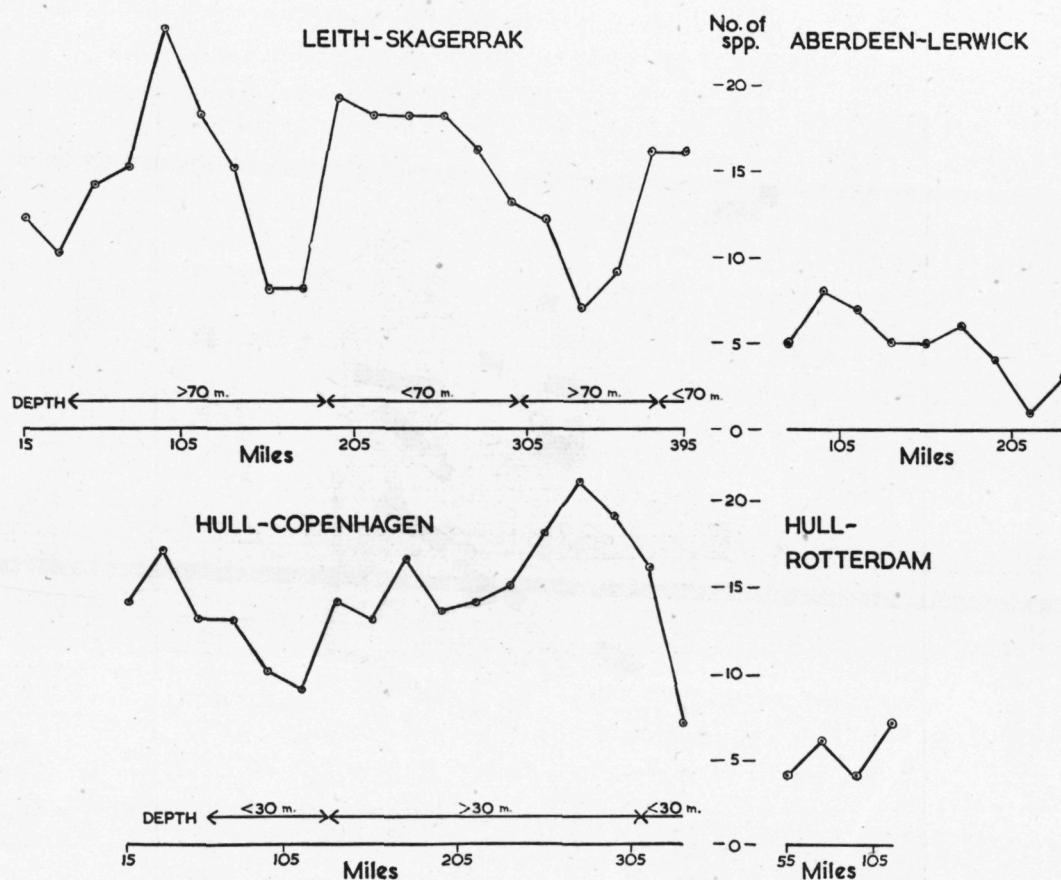 LEITH-SKAGERRAK
No. of
spp.
ABERDEEN-LERWICK
20
15
10
5
0
DEPTH >70 m. <70 m. >70 m. <70 m.
15 105 205 305 395
Miles
105 205
Miles
HULL-COPENHAGEN
HULL-
ROTTERDAM
20
15
10
5
0
DEPTH <30 m. >30 m. <30 m.
15 105 205 305
Miles
55 105
Miles